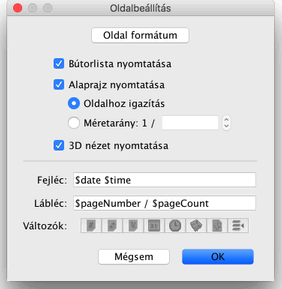 Oldalbeállítás
Oldal formátum
Bútorlista nyomtatása
Alaprajz nyomtatása
Oldalhoz igazítás
Méretarány: 1 /
3D nézet nyomtatása
Fejléc: $date $time
Lábléc: $pageNumber / $pageCount
Változók:
Mégsem OK